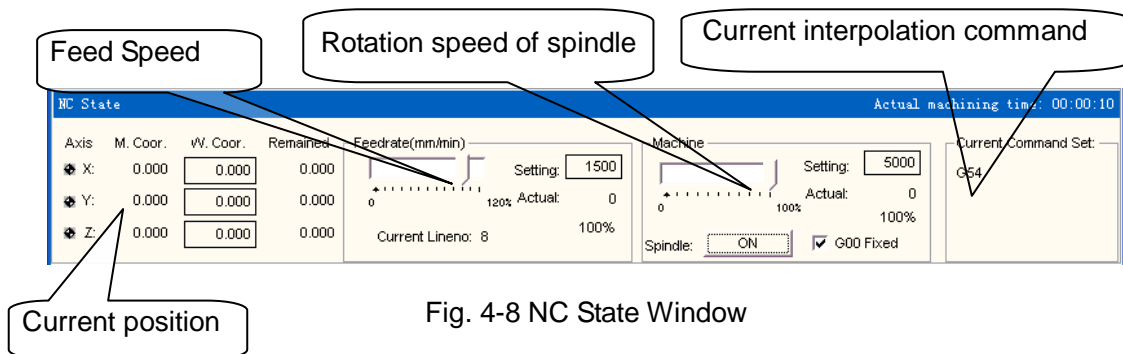 Feed Speed
Rotation speed of spindle
Current interpolation command
NC State Actual machining time: 00:00:10
Axis M. Coor. W. Coor. Remained Feedrate(mm/min) Machine Current Command Set:
X: 0.000 0.000 0.000 Setting: 1500 Setting: 5000 G54
Y: 0.000 0.000 0.000 0 120% Actual: 0 0 100% Actual: 0
Z: 0.000 0.000 0.000 Current Lineno: 8 100% 100%
Spindle: ON G00 Fixed
Current position
Fig. 4-8 NC State Window